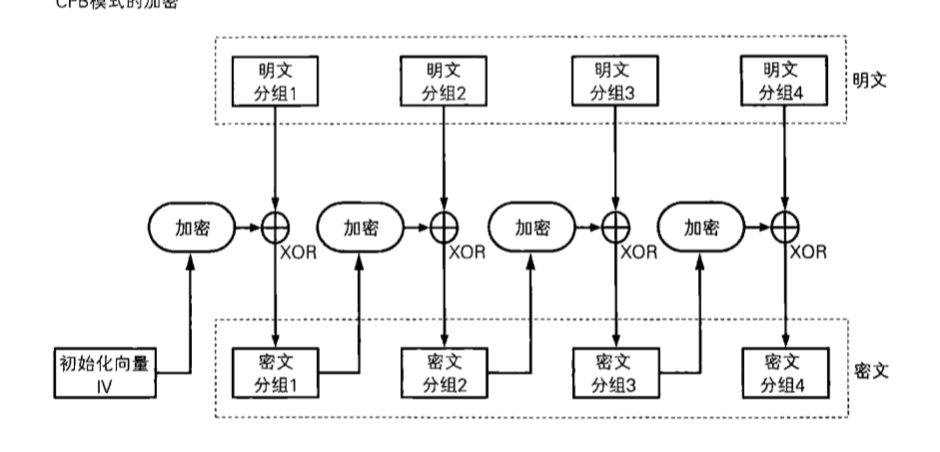 CFB模式的加密
明文
分组1
明文
分组2
明文
分组3
明文
分组4
明文
加密
加密
加密
加密
XOR
XOR
XOR
XOR
初始化向量
IV
密文
分组1
密文
分组2
密文
分组3
密文
分组4
密文